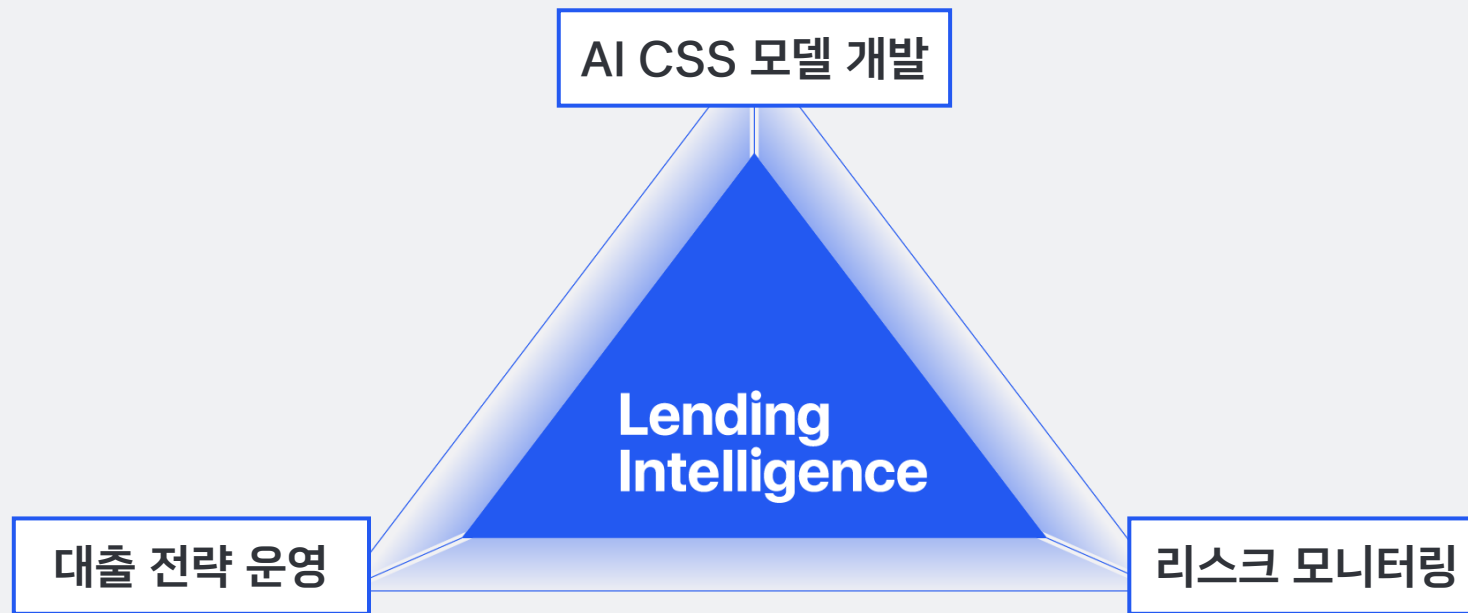 AI CSS 모델 개발
Lending
Intelligence
대출 전략 운영
리스크 모니터링